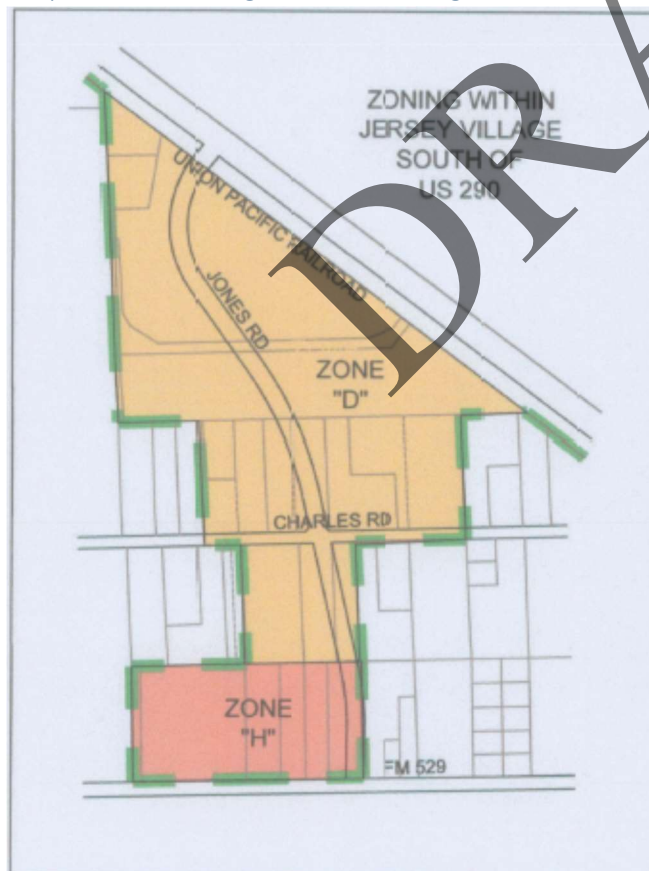 ZONING WITHIN
JERSEY VILLAGE
SOUTH OF
US 290
UNION PACIFIC RAILROAD
JONES RD
ZONE
"D"
CHARLES RD
ZONE
"H"
FM 529
DRA